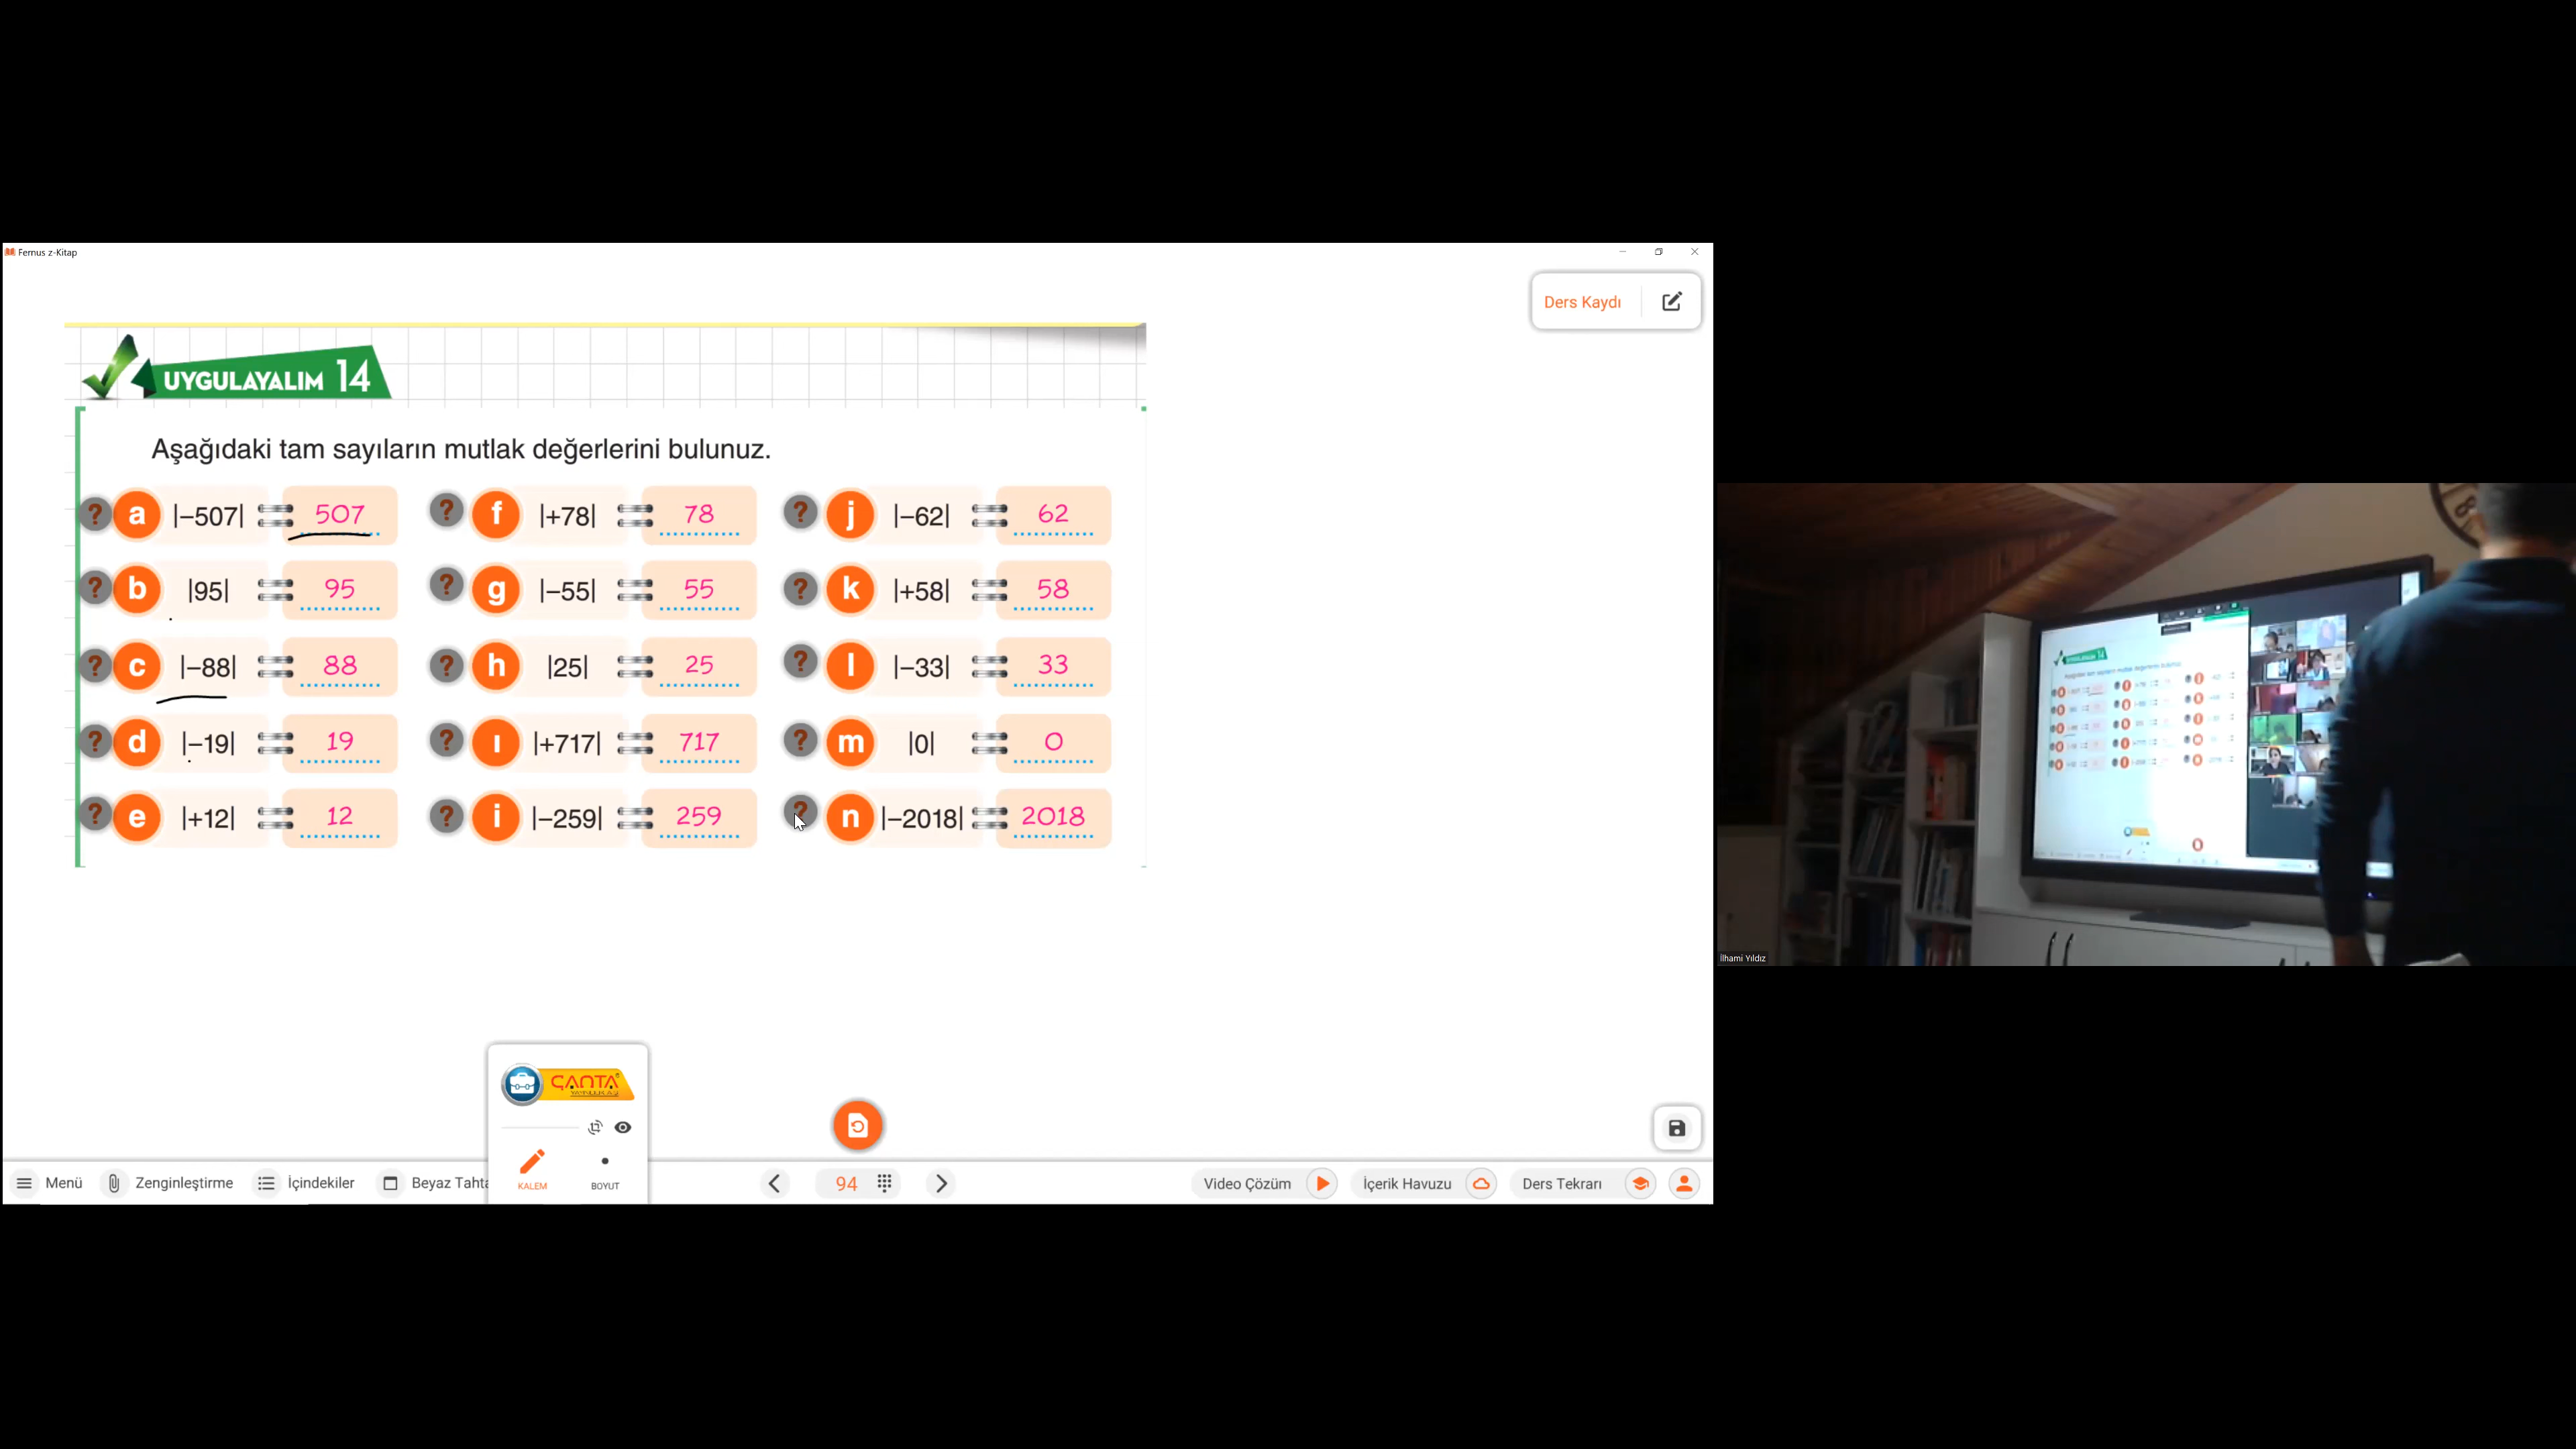 Fernus z-Kitap
Ders Kaydı
UYGULAYALIM 14
Aşağıdaki tam sayıların mutlak değerlerini bulunuz.
? a |–507| = 507
? b |95| = 95
? c |–88| = 88
? d |–19| = 19
? e |+12| = 12
? f |+78| = 78
? g |–55| = 55
? h |25| = 25
? ı |+717| = 717
? i |–259| = 259
? j |–62| = 62
? k |+58| = 58
? l |–33| = 33
? m |0| = 0
? n |–2018| = 2018
İlhami Yıldız
ÇANTA
KALEM BOYUT
Menü Zenginleştirme İçindekiler Beyaz Tahta 94 Video Çözüm İçerik Havuzu Ders Tekrarı